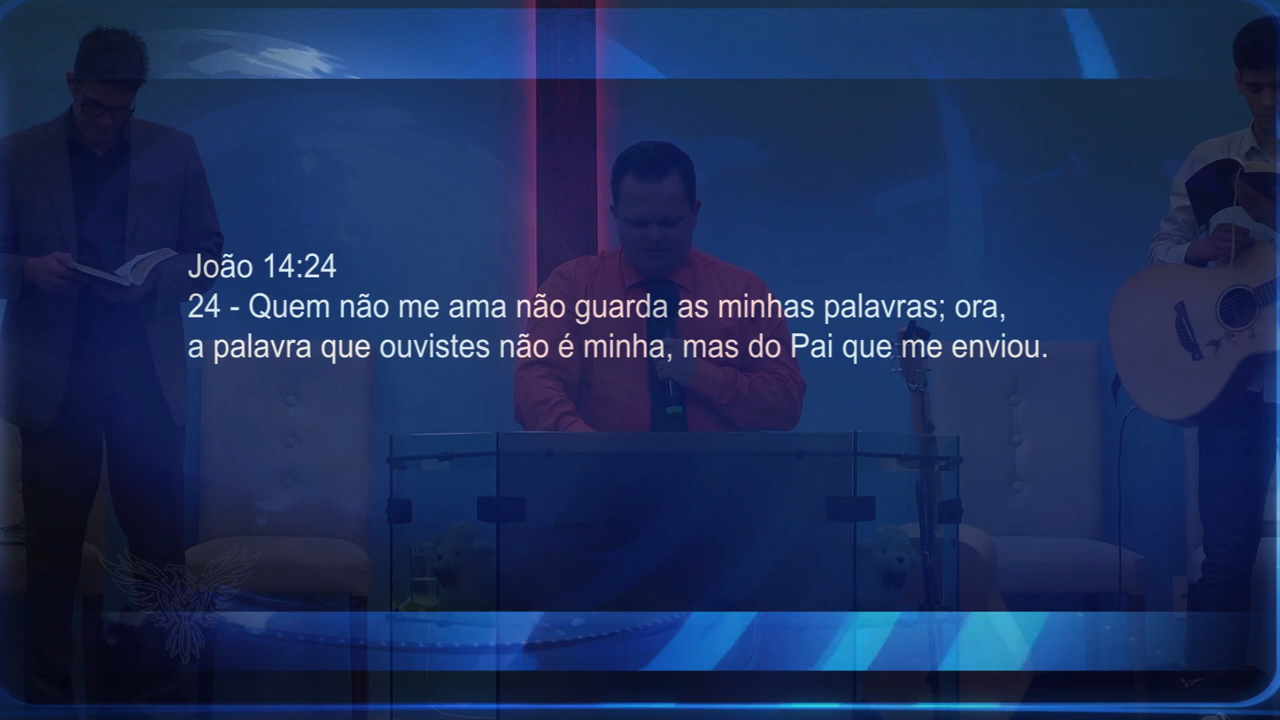 João 14:24
24 - Quem não me ama não guarda as minhas palavras; ora,
a palavra que ouvistes não é minha, mas do Pai que me enviou.